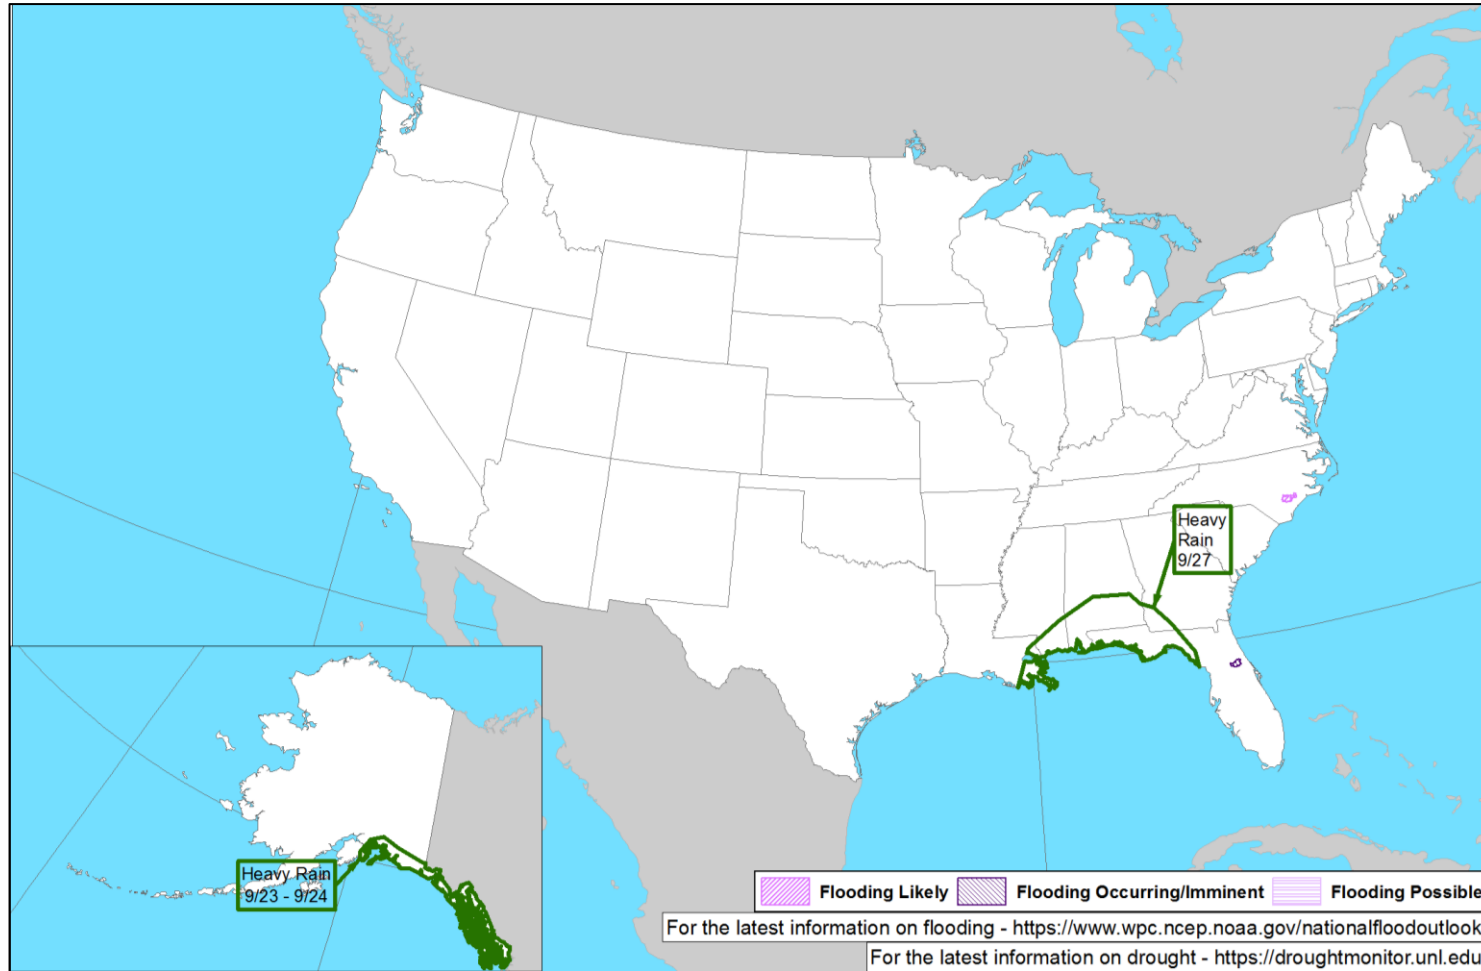 Heavy
Rain
9/27
Heavy Rain
9/23 - 9/24
Flooding Likely
Flooding Occurring/Imminent
Flooding Possible
For the latest information on flooding - https://www.wpc.ncep.noaa.gov/nationalfloodoutlook
For the latest information on drought - https://droughtmonitor.unl.edu